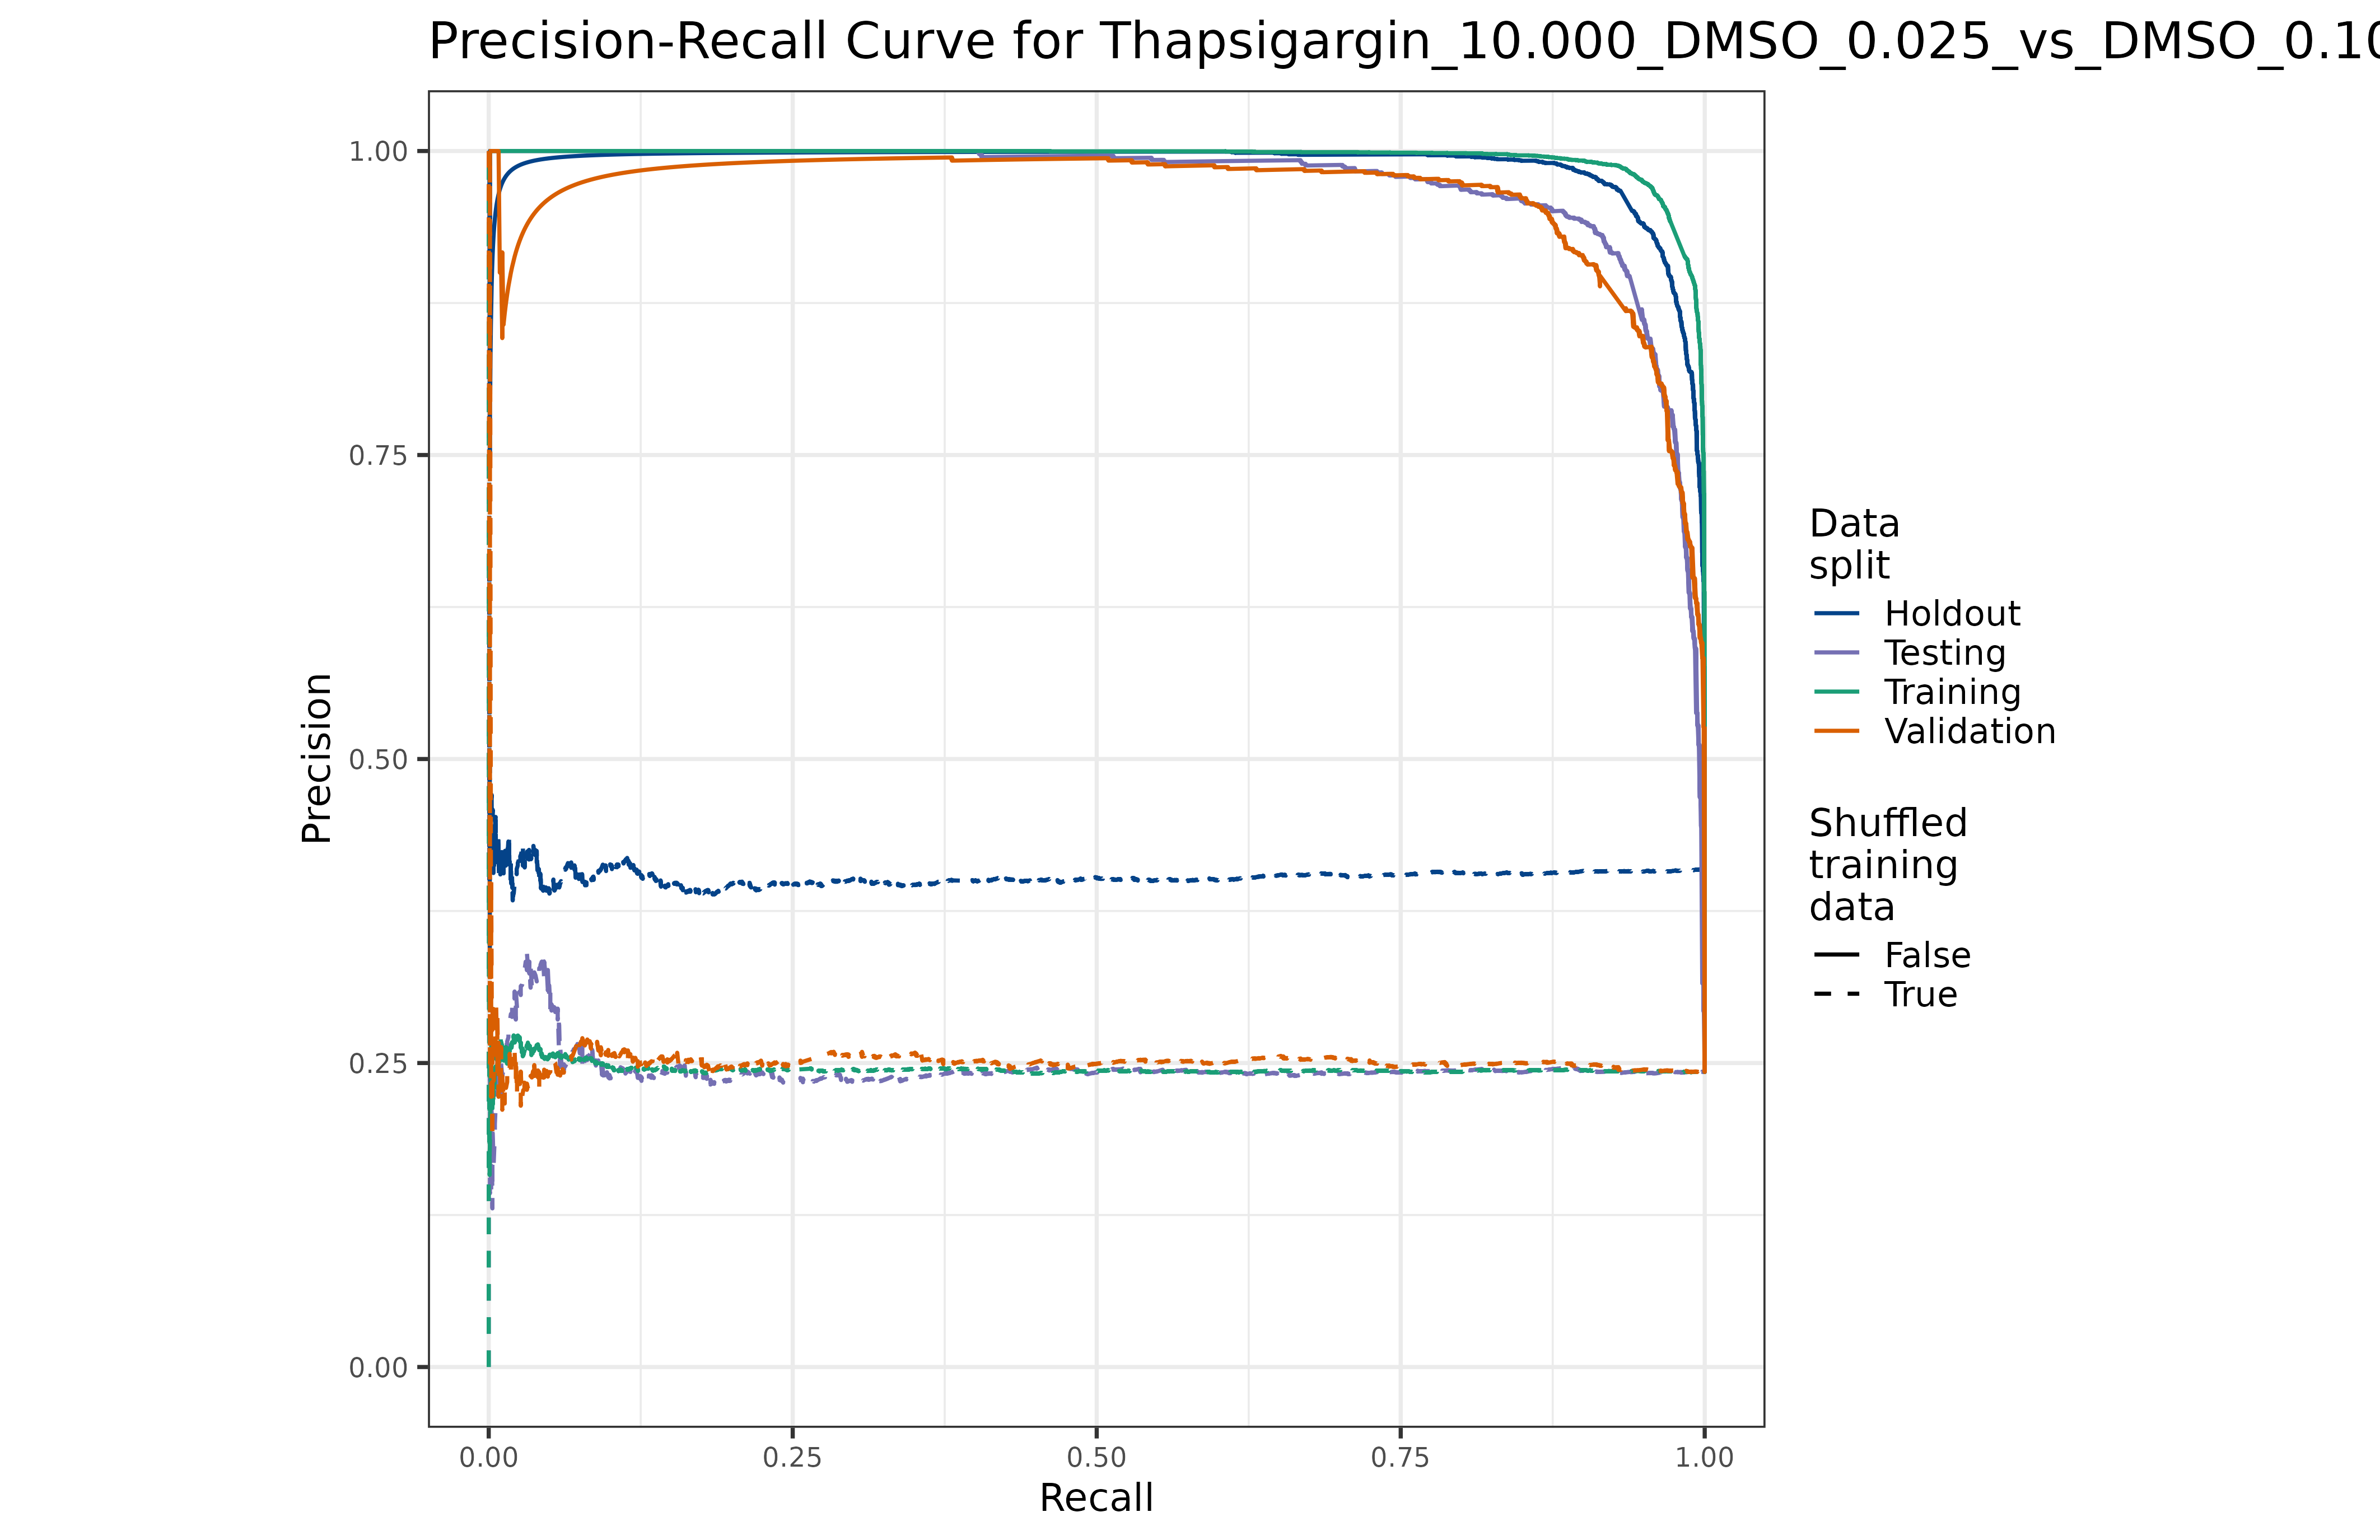 Precision-Recall Curve for Thapsigargin_10.000_DMSO_0.025_vs_DMSO_0.10
1.00
0.75
0.50
0.25
0.00
Precision
0.00 0.25 0.50 0.75 1.00
Recall
Data
split
Holdout
Testing
Training
Validation
Shuffled
training
data
False
True